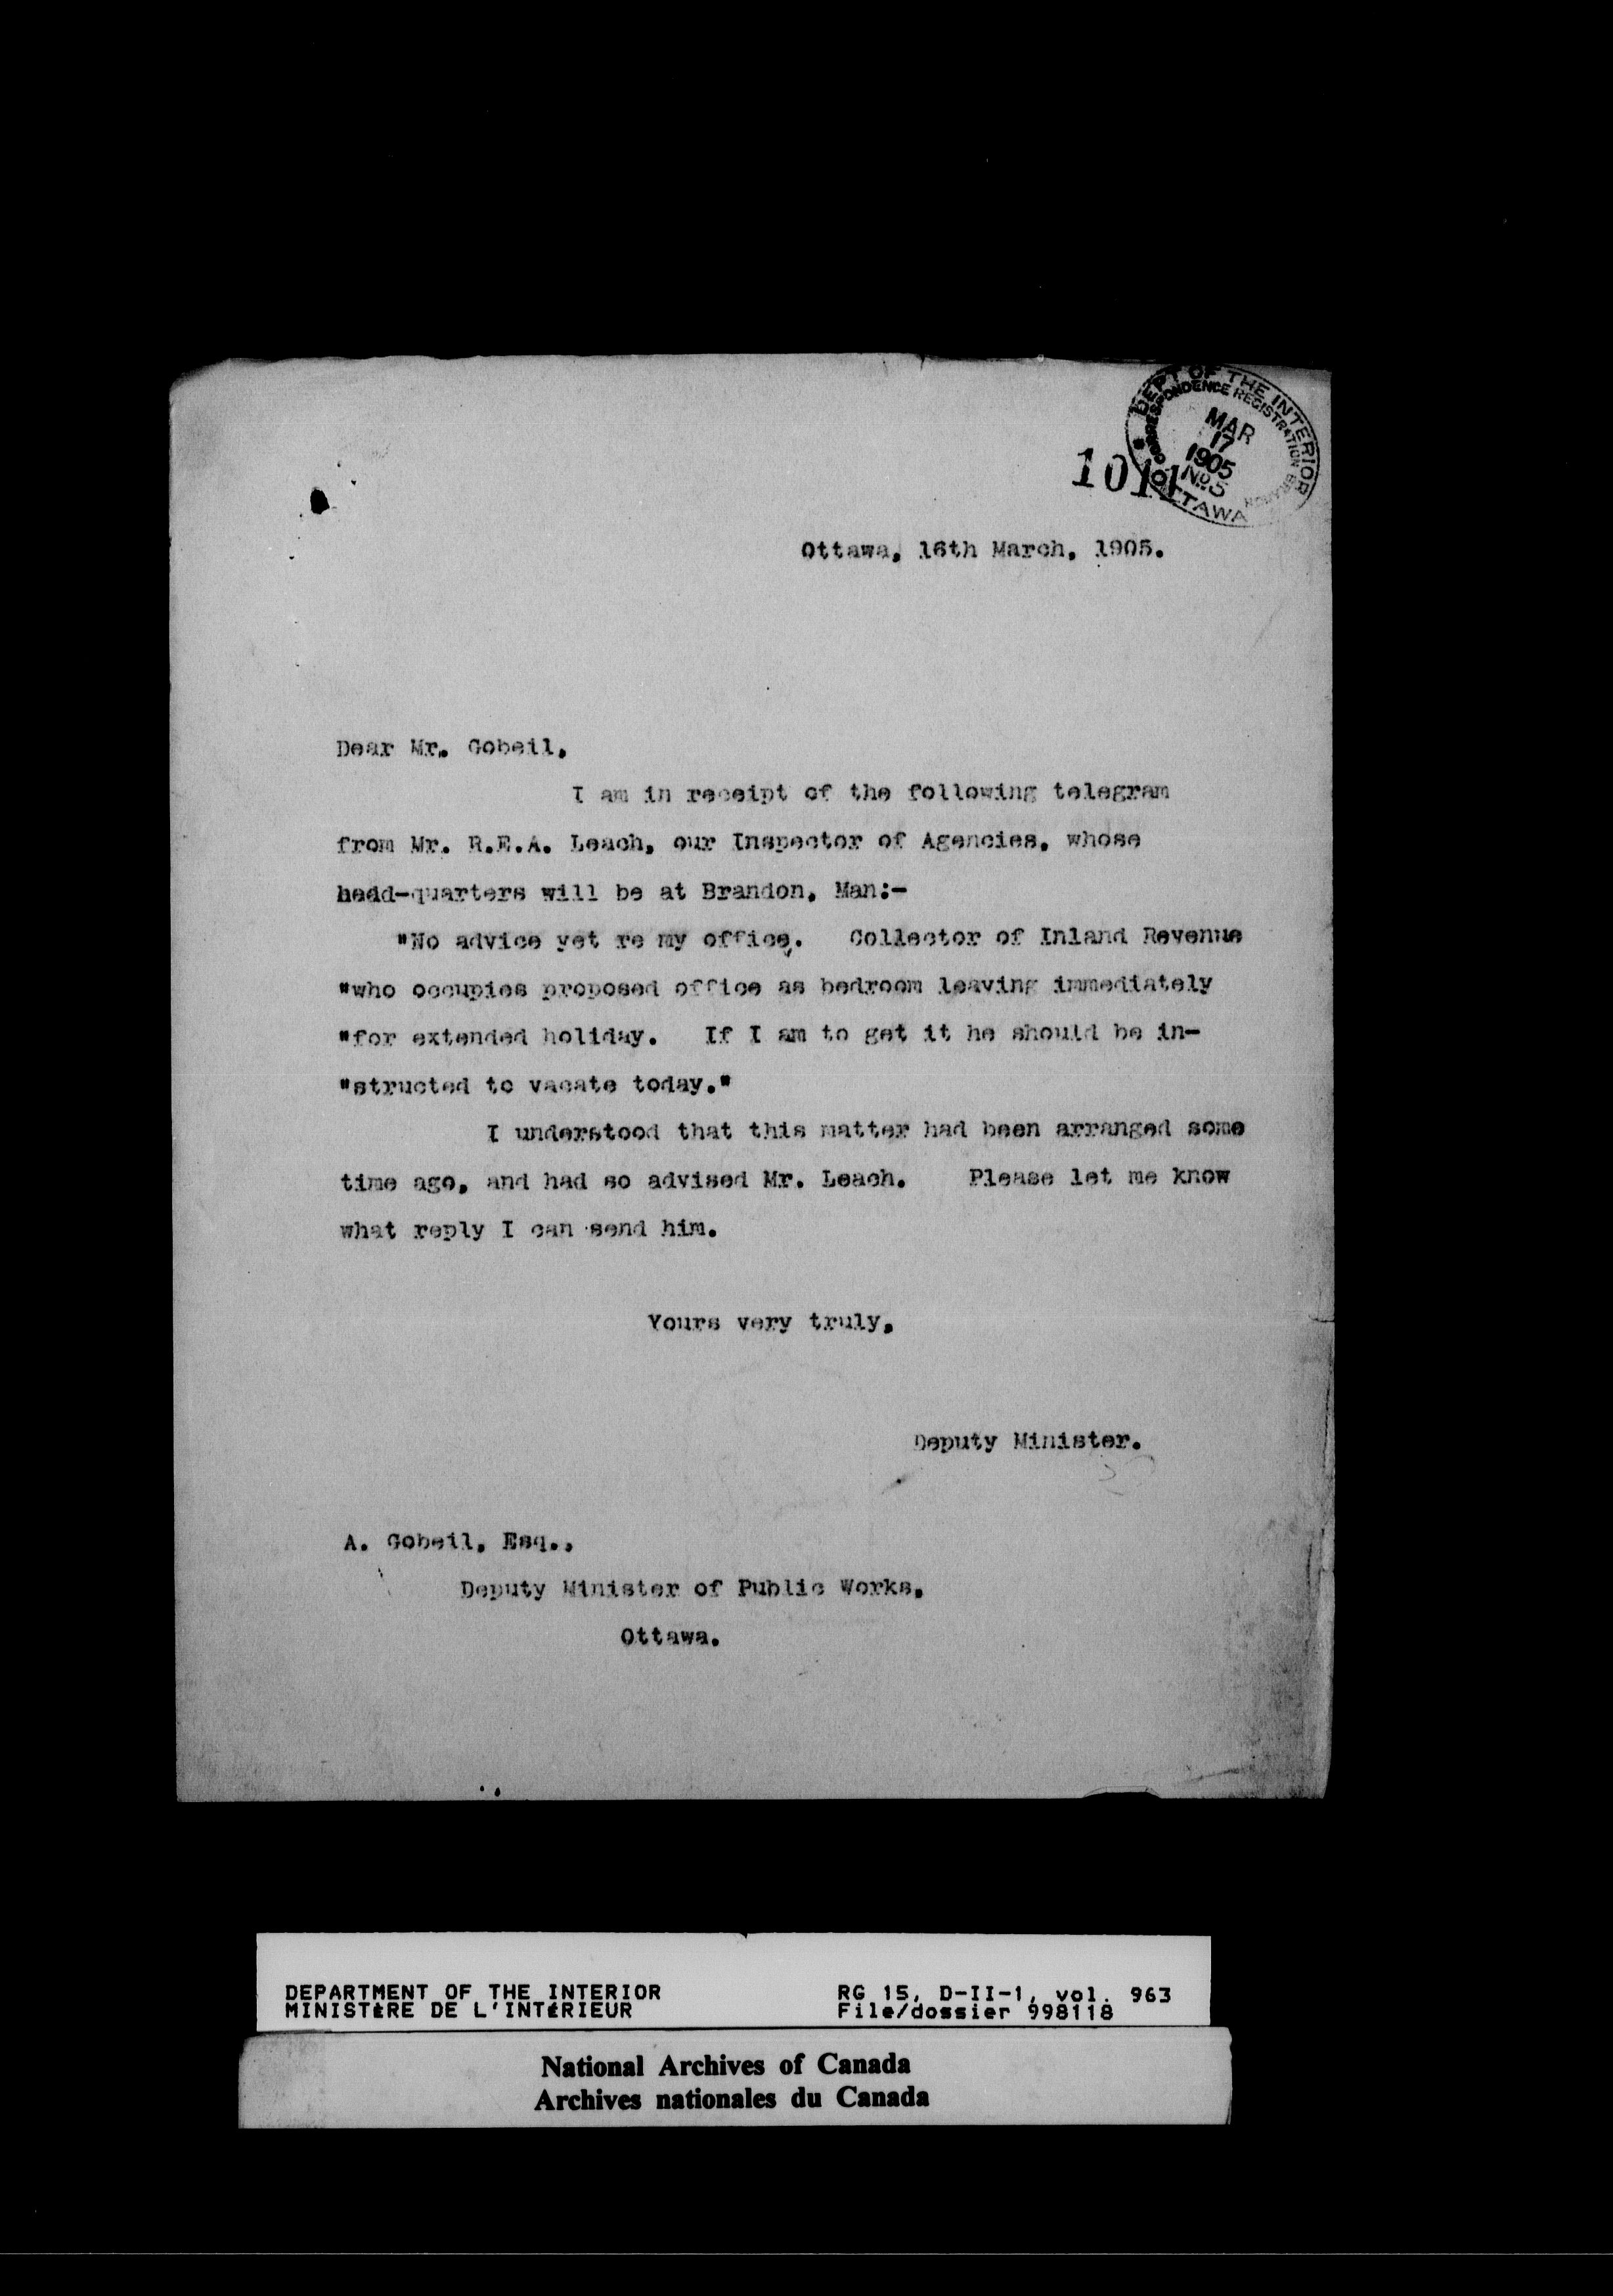 DEPT OF THE INTERIOR
CORRESPONDENCE REGISTRATION BRANCH
MAR
17
1905
No. 5
OTTAWA
1011
Ottawa, 16th March, 1905.
Dear Mr. Gobeil,
I am in receipt of the following telegram
from Mr. R.E.A. Leach, our Inspector of Agencies, whose
head-quarters will be at Brandon, Man:-
"No advice yet re my office. Collector of Inland Revenue
"who occupies proposed office as bedroom leaving immediately
"for extended holiday. If I am to get it he should be in-
"structed to vacate today."
I understood that this matter had been arranged some
time ago, and had so advised Mr. Leach. Please let me know
what reply I can send him.
Yours very truly,
Deputy Minister.
A. Gobeil, Esq.,
Deputy Minister of Public Works,
Ottawa.
DEPARTMENT OF THE INTERIOR RG 15, D-II-1, vol. 963
MINISTÈRE DE L'INTÉRIEUR File/dossier 998118
National Archives of Canada
Archives nationales du Canada